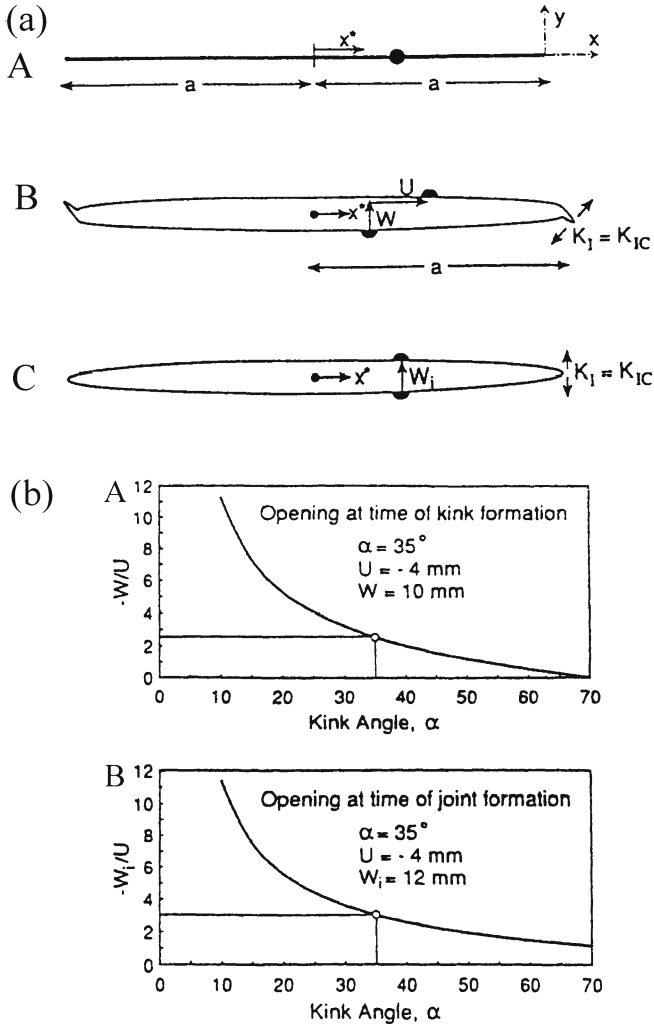 (a)
A
x*
y
x
a
a
B
U
x*
W
K_I = K_IC
a
C
x*
W_i
K_I = K_IC
(b)
A
12
10
8
6
4
2
0
-W/U
Opening at time of kink formation
α = 35°
U = - 4 mm
W = 10 mm
0 10 20 30 40 50 60 70
Kink Angle, α
B
12
10
8
6
4
2
0
-W_i/U
Opening at time of joint formation
α = 35°
U = - 4 mm
W_i = 12 mm
0 10 20 30 40 50 60 70
Kink Angle, α